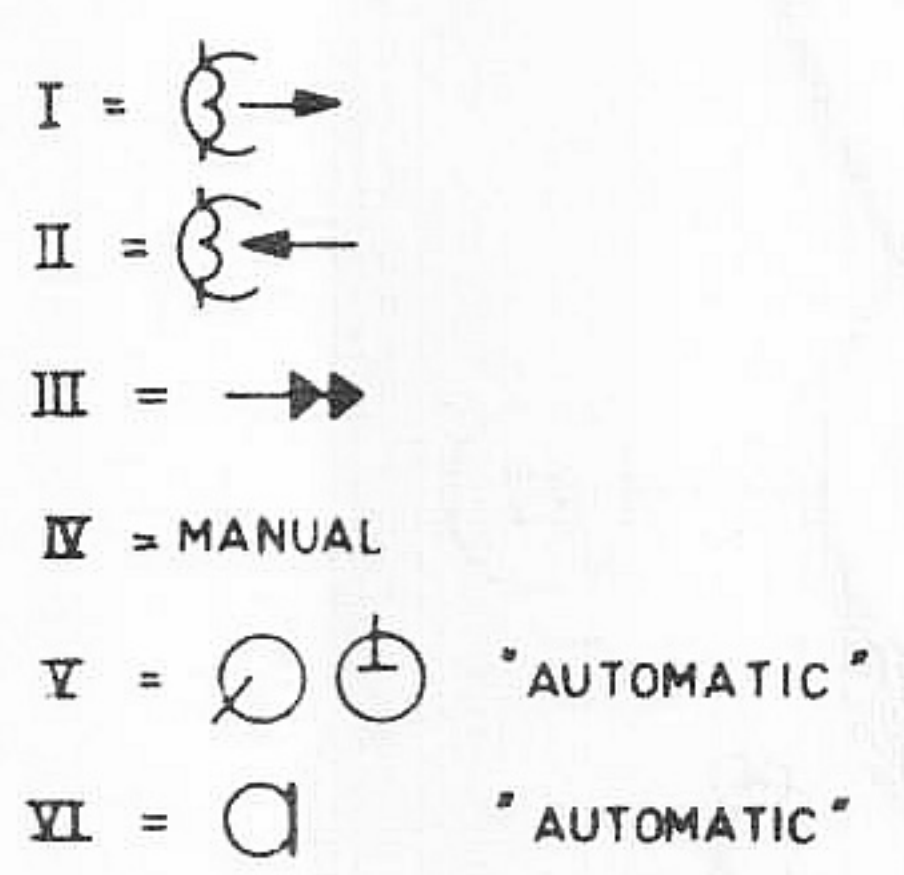 I =
II =
III =
IV = MANUAL
V = "AUTOMATIC"
VI = "AUTOMATIC"